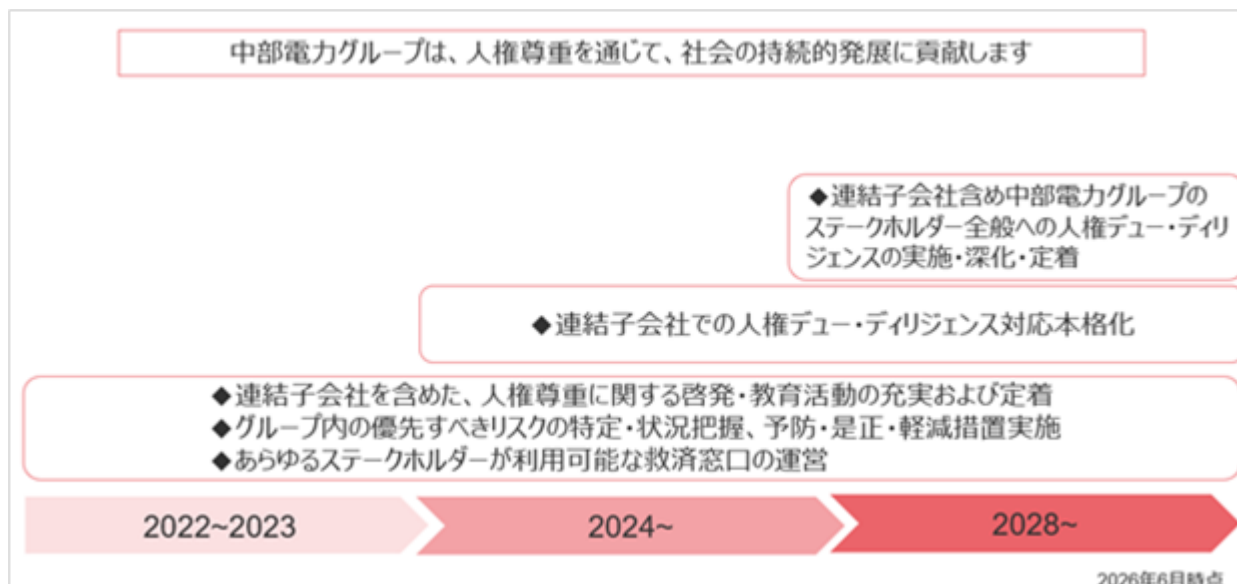 中部電力グループは、人権尊重を通じて、社会の持続的発展に貢献します
◆連結子会社含め中部電力グループの
ステークホルダー全般への人権デュー・ディリ
ジェンスの実施・深化・定着
◆連結子会社での人権デュー・ディリジェンス対応本格化
◆連結子会社を含めた、人権尊重に関する啓発・教育活動の充実および定着
◆グループ内の優先すべきリスクの特定・状況把握、予防・是正・軽減措置実施
◆あらゆるステークホルダーが利用可能な救済窓口の運営
2022~2023
2024~
2028~
2026年6月時点